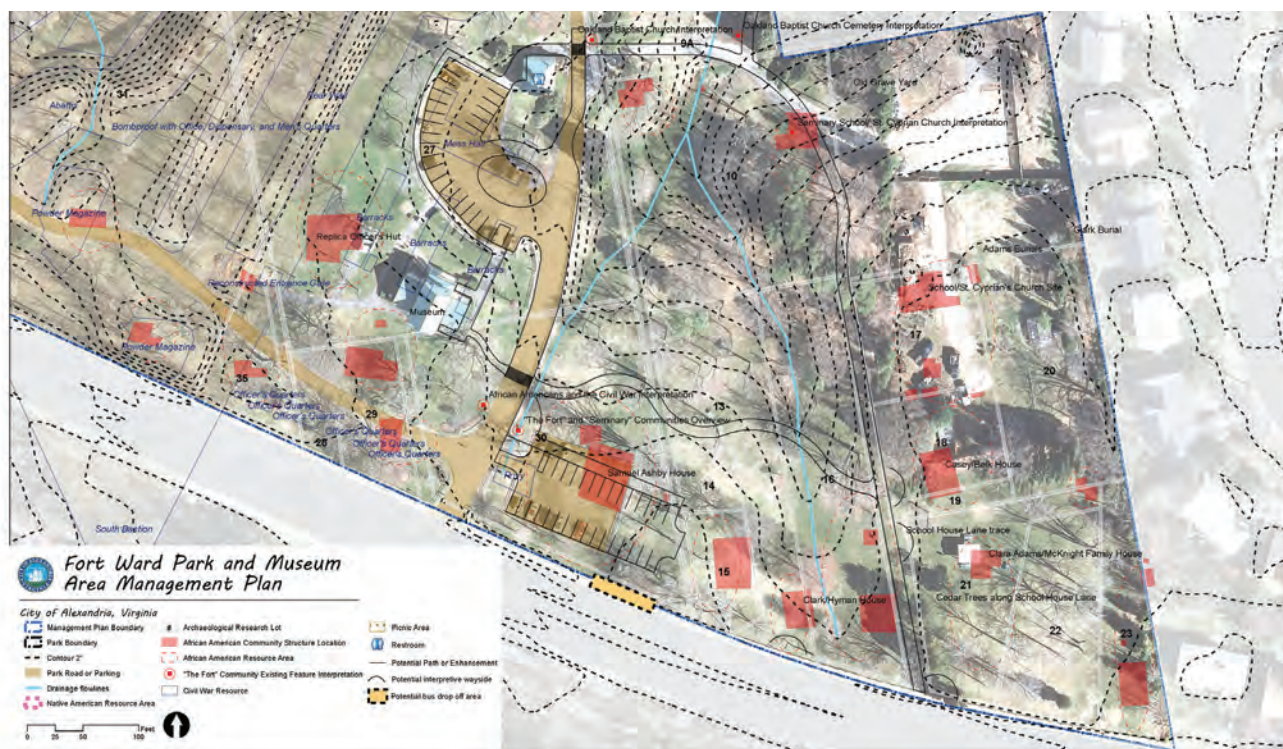 Oakland Baptist Church Interpretation
Oakland Baptist Church Cemetery Interpretation
9A
Old Grave Yard
34
Abattis
Rear Wall
Bombproof with Office, Dispensary, and Men's Quarters
Seminary School/ St. Cyprian Church Interpretation
27
Mess Hall
10
Powder Magazine
Barracks
Replica Officer's Hut
Barracks
Clark Burial
Adams Burials
Barracks
Reconstructed Entrance Gate
School/St. Cyprian's Church Site
Museum
17
Powder Magazine
35
20
Officer's Quarters
Officer's Quarters
Officer's Quarters
29
African Americans and the Civil War Interpretation
13
28
Officer's Quarters
Officer's Quarters
Officer's Quarters
"The Fort" and "Seminary" Communities Overview
30
18
Casey/Belk House
Samuel Ashby House
14
16
19
South Bastion
School House Lane trace
Clara Adams/McKnight Family House
15
21
Clark/Hyman House
Cedar Trees along School House Lane
22
23
Fort Ward Park and Museum
Area Management Plan
City of Alexandria, Virginia
Management Plan Boundary
Park Boundary
Contour 2'
Park Road or Parking
Drainage flowlines
Native American Resource Area
# Archaeological Research Lot
African American Community Structure Location
African American Resource Area
"The Fort" Community Existing Feature Interpretation
Civil War Resource
Picnic Area
Restroom
Potential Path or Enhancement
Potential interpretive wayside
Potential bus drop off area
0 25 50 100 Feet